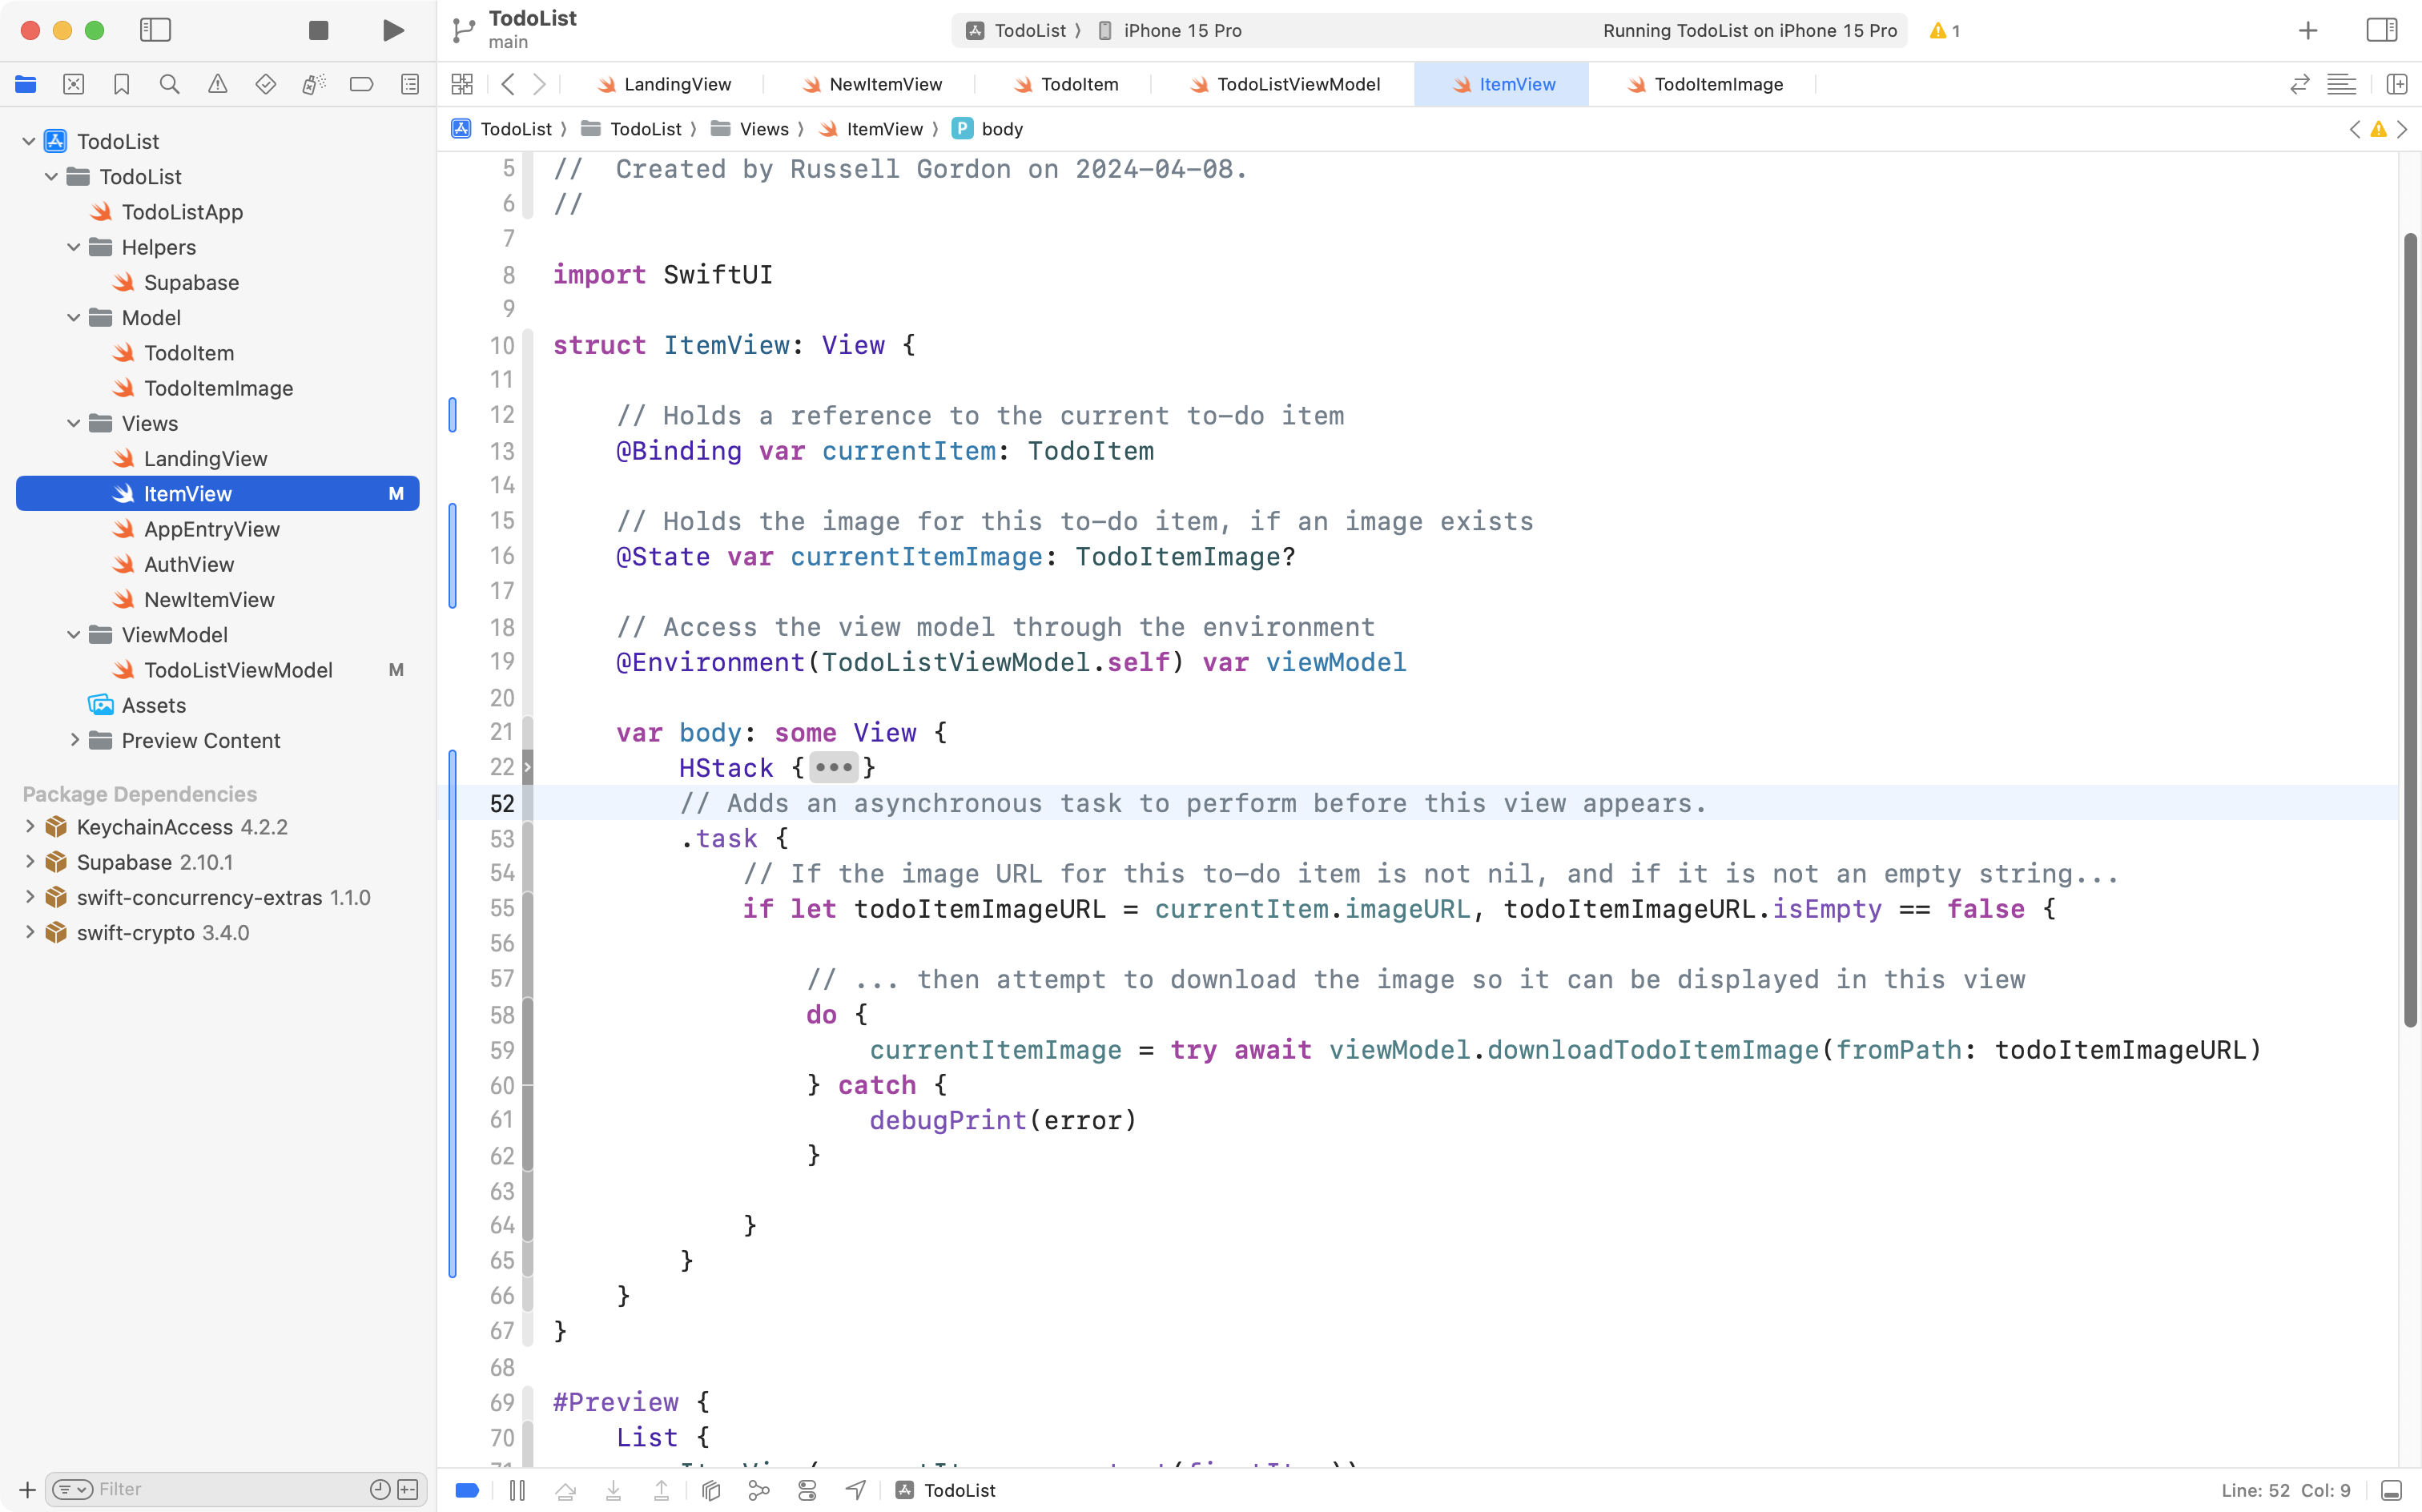 TodoList
main
TodoList 〉 iPhone 15 Pro
Running TodoList on iPhone 15 Pro
1
LandingView
NewItemView
TodoItem
TodoListViewModel
ItemView
TodoItemImage
TodoList 〉 TodoList 〉 Views 〉 ItemView 〉 P body
TodoList
TodoList
TodoListApp
Helpers
Supabase
Model
TodoItem
TodoItemImage
Views
LandingView
ItemView M
AppEntryView
AuthView
NewItemView
ViewModel
TodoListViewModel M
Assets
Preview Content
Package Dependencies
KeychainAccess 4.2.2
Supabase 2.10.1
swift-concurrency-extras 1.1.0
swift-crypto 3.4.0
Filter
5 //  Created by Russell Gordon on 2024-04-08.
6 //
7
8 import SwiftUI
9
10 struct ItemView: View {
11
12     // Holds a reference to the current to-do item
13     @Binding var currentItem: TodoItem
14
15     // Holds the image for this to-do item, if an image exists
16     @State var currentItemImage: TodoItemImage?
17
18     // Access the view model through the environment
19     @Environment(TodoListViewModel.self) var viewModel
20
21     var body: some View {
22         HStack {•••}
52         // Adds an asynchronous task to perform before this view appears.
53         .task {
54             // If the image URL for this to-do item is not nil, and if it is not an empty string...
55             if let todoItemImageURL = currentItem.imageURL, todoItemImageURL.isEmpty == false {
56
57                 // ... then attempt to download the image so it can be displayed in this view
58                 do {
59                     currentItemImage = try await viewModel.downloadTodoItemImage(fromPath: todoItemImageURL)
60                 } catch {
61                     debugPrint(error)
62                 }
63
64             }
65         }
66     }
67 }
68
69 #Preview {
70     List {
TodoList
Line: 52  Col: 9